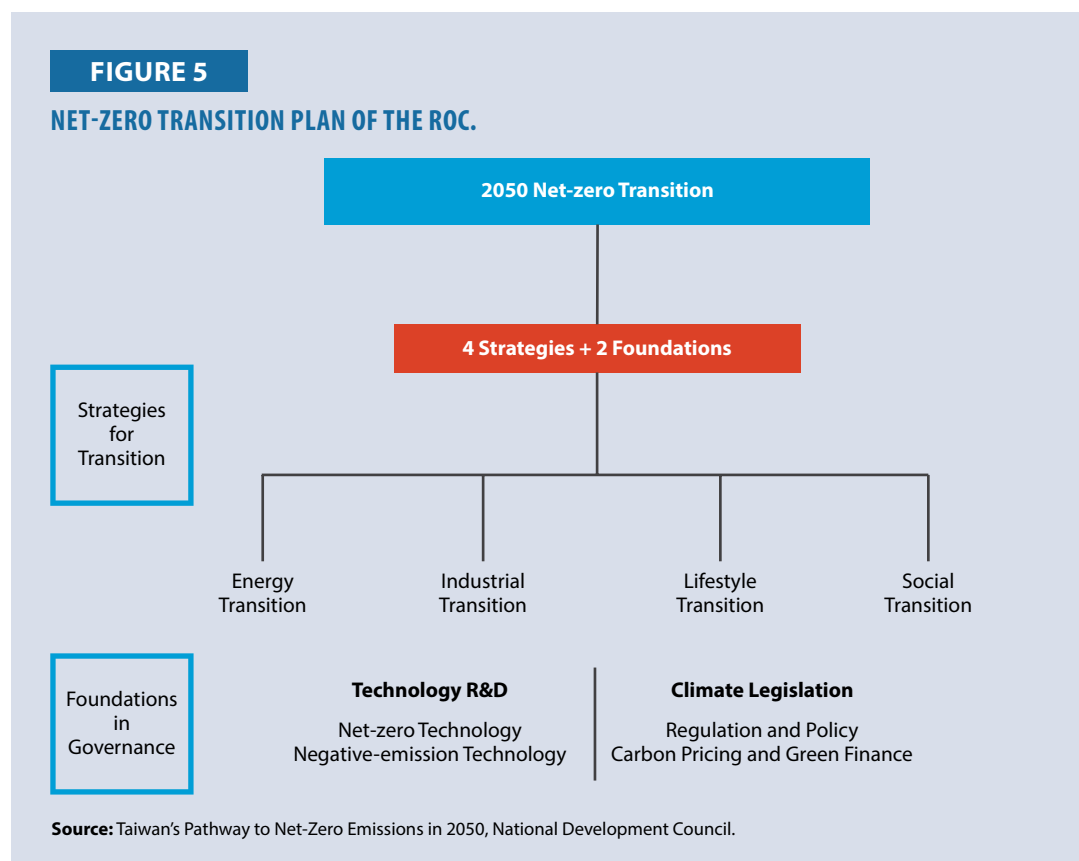 FIGURE 5
NET-ZERO TRANSITION PLAN OF THE ROC.
2050 Net-zero Transition
4 Strategies + 2 Foundations
Strategies
for
Transition
Energy
Transition
Industrial
Transition
Lifestyle
Transition
Social
Transition
Foundations
in
Governance
Technology R&D
Net-zero Technology
Negative-emission Technology
Climate Legislation
Regulation and Policy
Carbon Pricing and Green Finance
Source: Taiwan’s Pathway to Net-Zero Emissions in 2050, National Development Council.